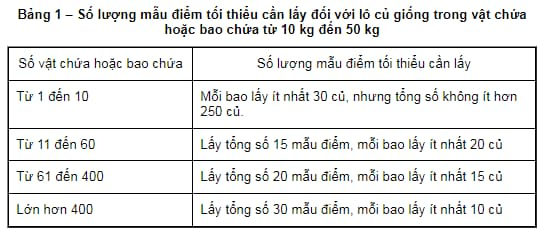 Bảng 1 – Số lượng mẫu điểm tối thiểu cần lấy đối với lô củ giống trong vật chứa
hoặc bao chứa từ 10 kg đến 50 kg
Số vật chứa hoặc bao chứa
Số lượng mẫu điểm tối thiểu cần lấy
Từ 1 đến 10
Mỗi bao lấy ít nhất 30 củ, nhưng tổng số không ít hơn
250 củ.
Từ 11 đến 60
Lấy tổng số 15 mẫu điểm, mỗi bao lấy ít nhất 20 củ
Từ 61 đến 400
Lấy tổng số 20 mẫu điểm, mỗi bao lấy ít nhất 15 củ
Lớn hơn 400
Lấy tổng số 30 mẫu điểm, mỗi bao lấy ít nhất 10 củ